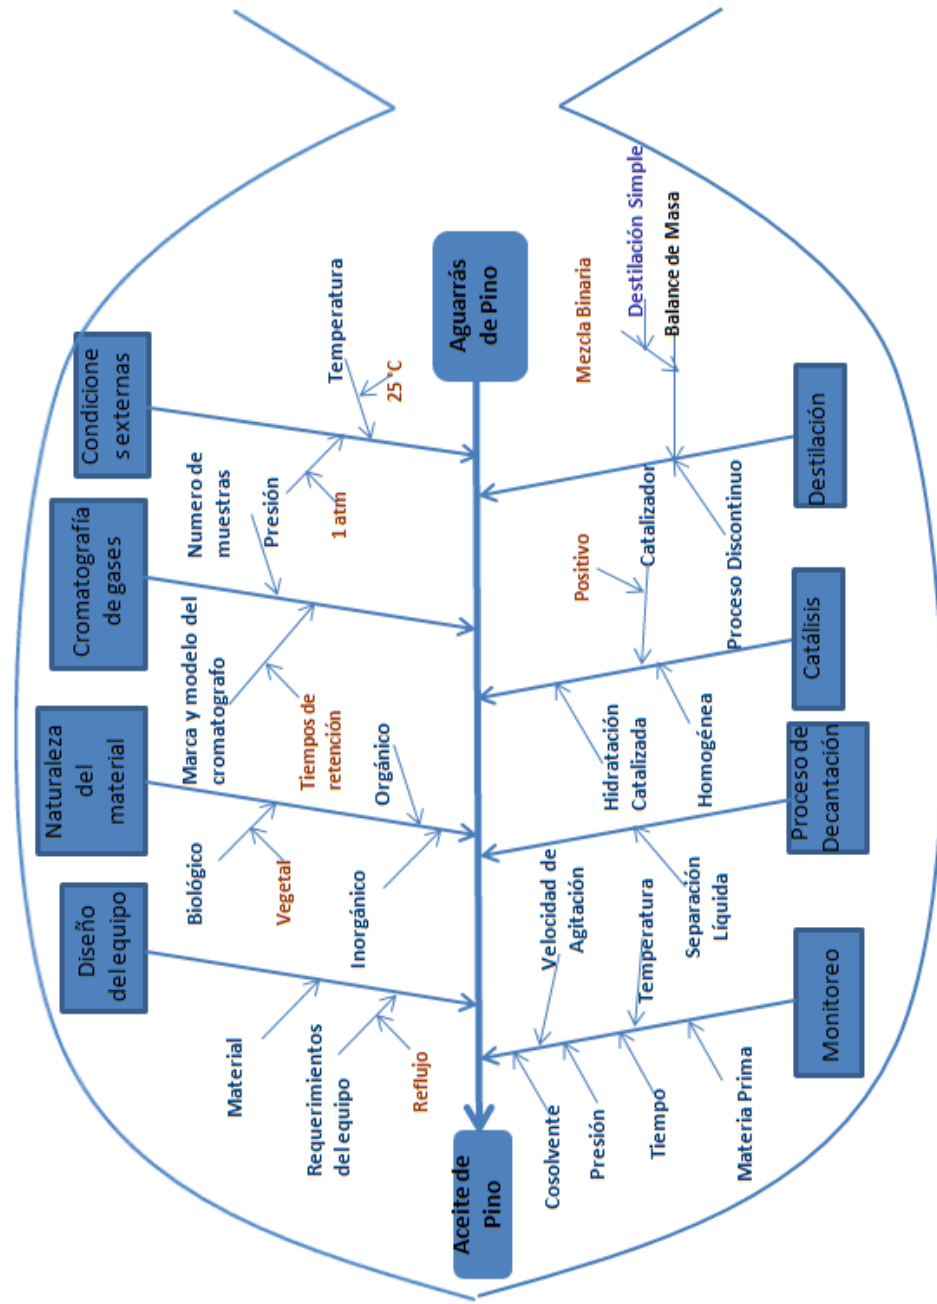 Diseño
del equipo
Naturaleza
del
material
Cromatografía
de gases
Condicione
s externas
Material
Requerimientos
del equipo
Reflujo
Biológico
Vegetal
Inorgánico
Orgánico
Marca y modelo del
cromatografo
Tiempos de
retención
Numero de
muestras
Presión
1 atm
Temperatura
25 °C
Aceite de
Pino
Aguarrás
de Pino
Cosolvente
Velocidad de
Agitación
Presión
Temperatura
Tiempo
Materia Prima
Separación
Líquida
Hidratación
Catalizada
Homogénea
Positivo
Catalizador
Proceso Discontinuo
Mezcla Binaria
Destilación Simple
Balance de Masa
Monitoreo
Proceso de
Decantación
Catálisis
Destilación